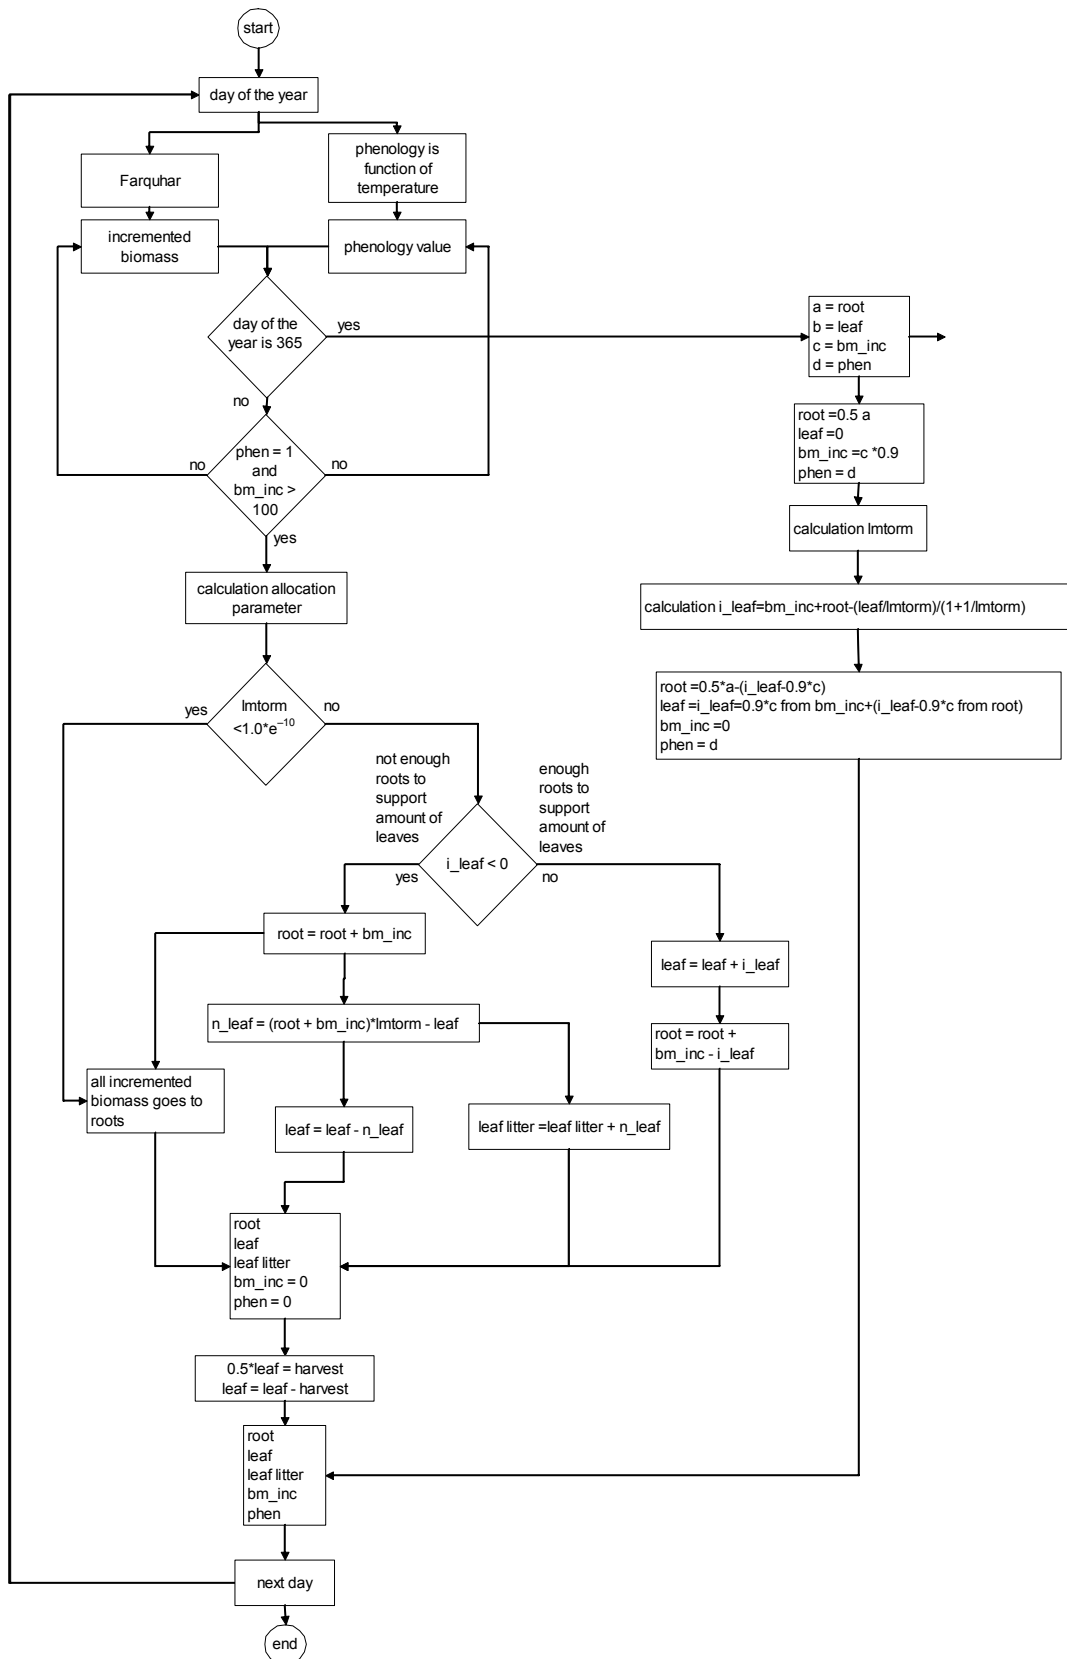 start
day of the year
Farquhar
phenology is
function of
temperature
incremented
biomass
phenology value
day of the
year is 365
yes
a = root
b = leaf
c = bm_inc
d = phen
no
root =0.5 a
leaf =0
bm_inc =c *0.9
phen = d
phen = 1
and
bm_inc >
100
no
no
yes
calculation lmtorm
calculation allocation
parameter
calculation i_leaf=bm_inc+root-(leaf/lmtorm)/(1+1/lmtorm)
lmtorm
<1.0*e⁻¹⁰
yes
no
root =0.5*a-(i_leaf-0.9*c)
leaf =i_leaf=0.9*c from bm_inc+(i_leaf-0.9*c from root)
bm_inc =0
phen = d
not enough
roots to
support
amount of
leaves
enough
roots to
support
amount of
leaves
i_leaf < 0
yes
no
root = root + bm_inc
leaf = leaf + i_leaf
n_leaf = (root + bm_inc)*lmtorm - leaf
root = root +
bm_inc - i_leaf
all incremented
biomass goes to
roots
leaf = leaf - n_leaf
leaf litter =leaf litter + n_leaf
root
leaf
leaf litter
bm_inc = 0
phen = 0
0.5*leaf = harvest
leaf = leaf - harvest
root
leaf
leaf litter
bm_inc
phen
next day
end